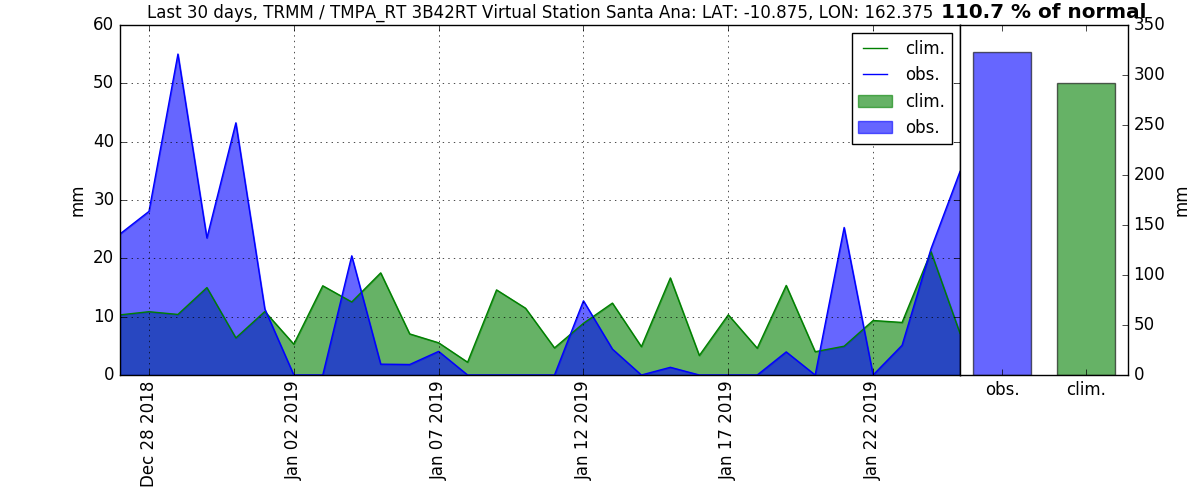 Last 30 days, TRMM / TMPA_RT 3B42RT Virtual Station Santa Ana: LAT: -10.875, LON: 162.375 110.7 % of normal
60
50
40
30
20
10
0
mm
clim.
obs.
clim.
obs.
350
300
250
200
150
100
50
0
mm
Dec 28 2018
Jan 02 2019
Jan 07 2019
Jan 12 2019
Jan 17 2019
Jan 22 2019
obs.
clim.